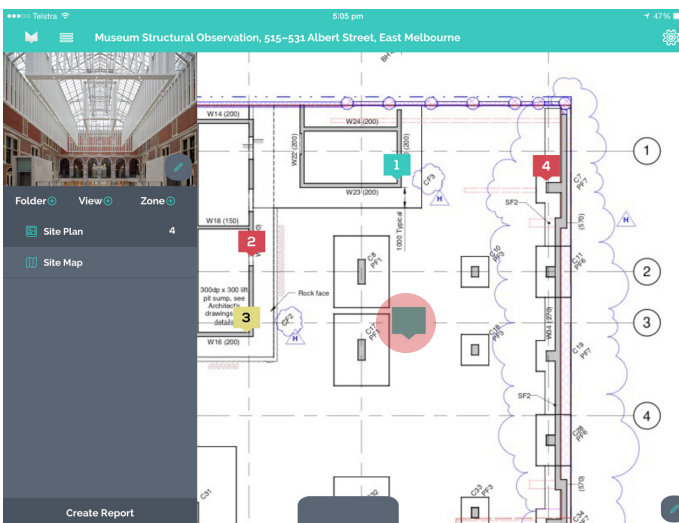 Telstra
5:05 pm
47%
Museum Structural Observation, 515–531 Albert Street, East Melbourne
Folder
View
Zone
Site Plan 4
Site Map
Create Report
W14 (200)
W24 (200)
W22 (200)
W23 (200)
1
CF3
H
4
C7
PF7
SF2
(570)
H
1
W18 (150)
2
1000 Typical
C8
PF1
C10
PF3
C11
PF6
2
300dp x 300 lift
pit sump, see
Architect's
drawings
details
Rock face
3
CF2
H
W16 (200)
C17
PF1
C18
PF3
W34 (270)
C19
PF7
3
SF2
4
C28
PF6
C31
C32
C33
PF3
(570)
C34